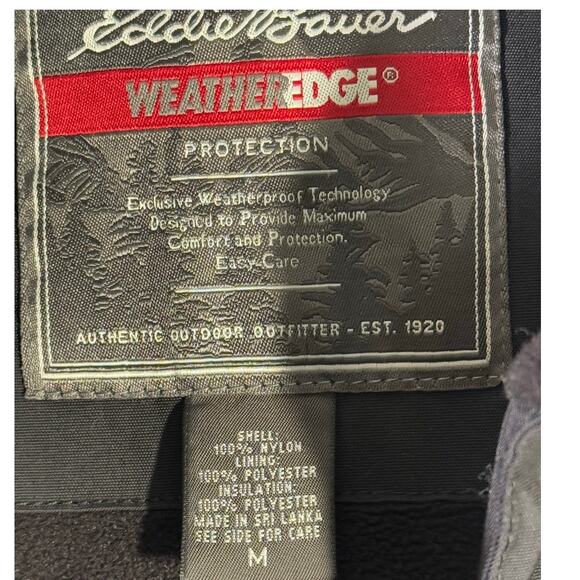 Eddie Bauer
WEATHEREDGE®
PROTECTION
Exclusive Weatherproof Technology
Designed to Provide Maximum
Comfort and Protection.
Easy Care
AUTHENTIC OUTDOOR OUTFITTER - EST. 1920
SHELL:
100% NYLON
LINING:
100% POLYESTER
INSULATION:
100% POLYESTER
MADE IN SRI LANKA
SEE SIDE FOR CARE
M